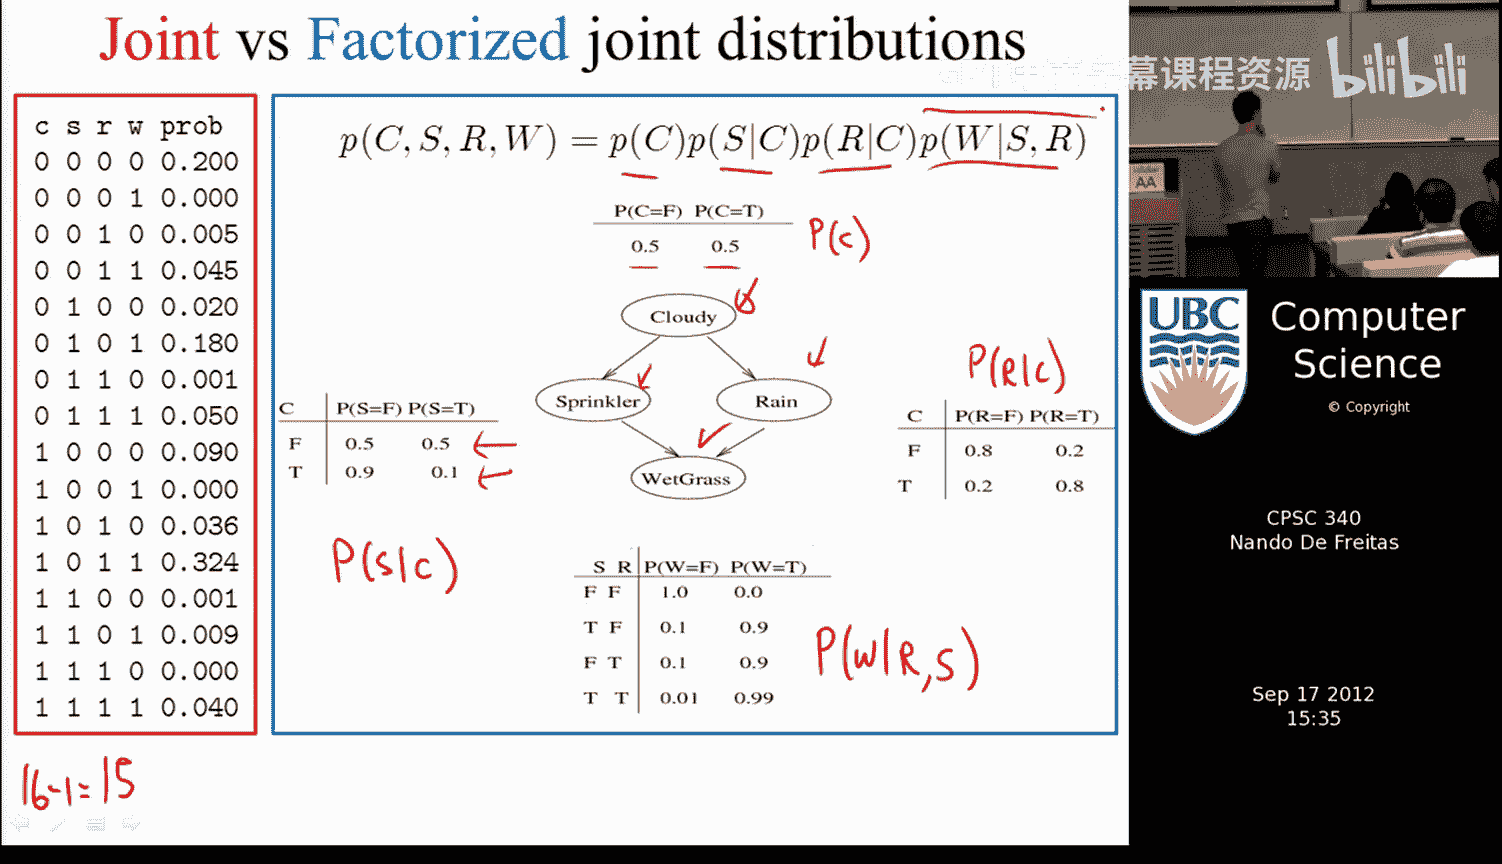 Joint vs Factorized joint distributions
c s r w prob
0 0 0 0 0.200
0 0 0 1 0.000
0 0 1 0 0.005
0 0 1 1 0.045
0 1 0 0 0.020
0 1 0 1 0.180
0 1 1 0 0.001
0 1 1 1 0.050
1 0 0 0 0.090
1 0 0 1 0.000
1 0 1 0 0.036
1 0 1 1 0.324
1 1 0 0 0.001
1 1 0 1 0.009
1 1 1 0 0.000
1 1 1 1 0.040
16-1=15
p(C, S, R, W) = p(C)p(S|C)p(R|C)p(W|S, R)
P(C=F) P(C=T)
0.5 0.5
P(C)
Cloudy
Sprinkler
Rain
WetGrass
C P(S=F) P(S=T)
F 0.5 0.5
T 0.9 0.1
P(S|C)
P(R|C)
C P(R=F) P(R=T)
F 0.8 0.2
T 0.2 0.8
S R P(W=F) P(W=T)
F F 1.0 0.0
T F 0.1 0.9
F T 0.1 0.9
T T 0.01 0.99
P(W|R,S)
幕课程资源 bilibili
AA
UBC
Computer
Science
© Copyright
CPSC 340
Nando De Freitas
Sep 17 2012
15:35